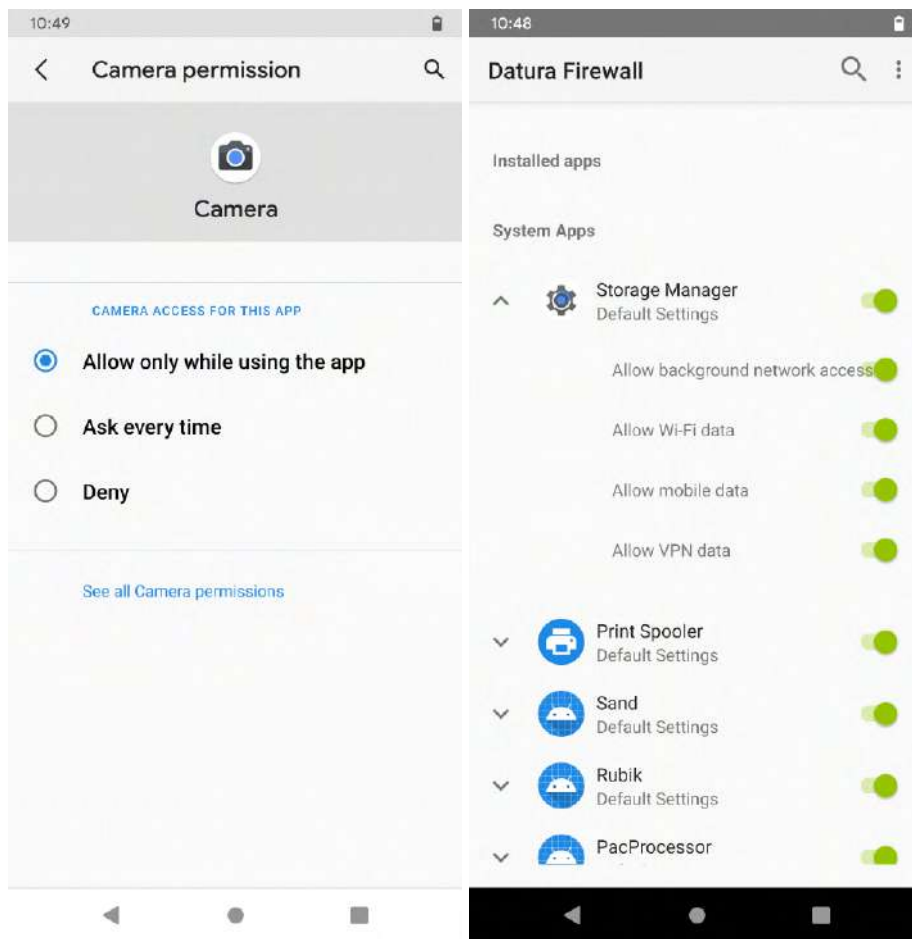 10:49
Camera permission
Camera
CAMERA ACCESS FOR THIS APP
Allow only while using the app
Ask every time
Deny
See all Camera permissions
10:48
Datura Firewall
Installed apps
System Apps
Storage Manager
Default Settings
Allow background network access
Allow Wi-Fi data
Allow mobile data
Allow VPN data
Print Spooler
Default Settings
Sand
Default Settings
Rubik
Default Settings
PacProcessor